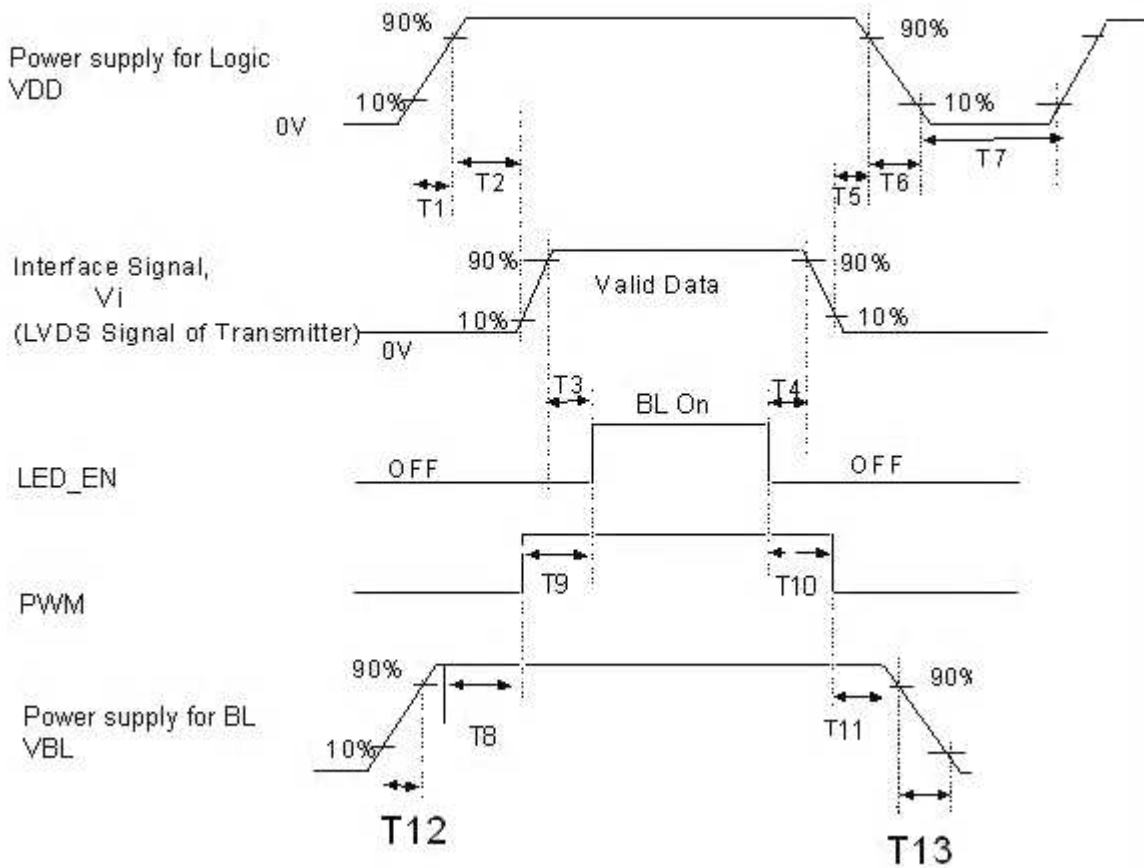 90%
90%
Power supply for Logic
VDD
10%
10%
0V
T1
T2
T5
T6
T7
Interface Signal,
Vi
(LVDS Signal of Transmitter)
90%
Valid Data
90%
10%
10%
0V
T3
T4
BL On
LED_EN
OFF
OFF
T9
T10
PWM
90%
90%
Power supply for BL
VBL
T8
T11
10%
T12
T13